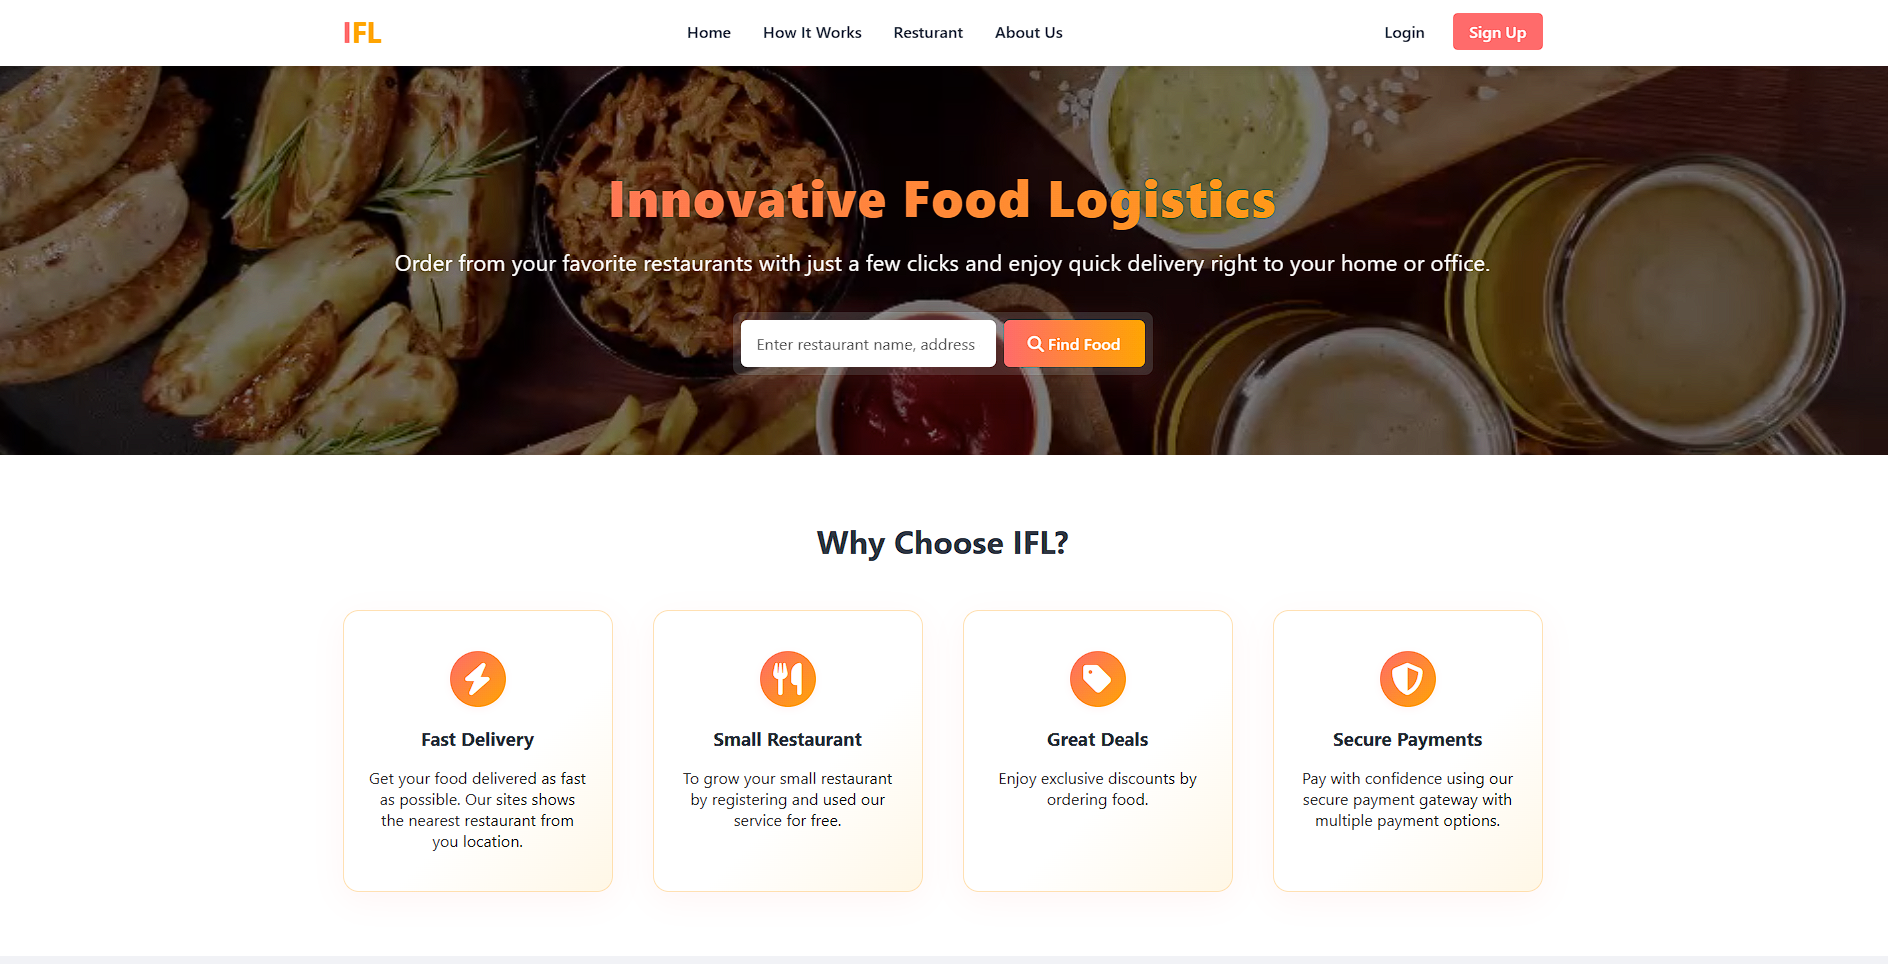 IFL
Home
How It Works
Resturant
About Us
Login
Sign Up
Innovative Food Logistics
Order from your favorite restaurants with just a few clicks and enjoy quick delivery right to your home or office.
Enter restaurant name, address
Find Food
Why Choose IFL?
Fast Delivery
Get your food delivered as fast
as possible. Our sites shows
the nearest restaurant from
you location.
Small Restaurant
To grow your small restaurant
by registering and used our
service for free.
Great Deals
Enjoy exclusive discounts by
ordering food.
Secure Payments
Pay with confidence using our
secure payment gateway with
multiple payment options.